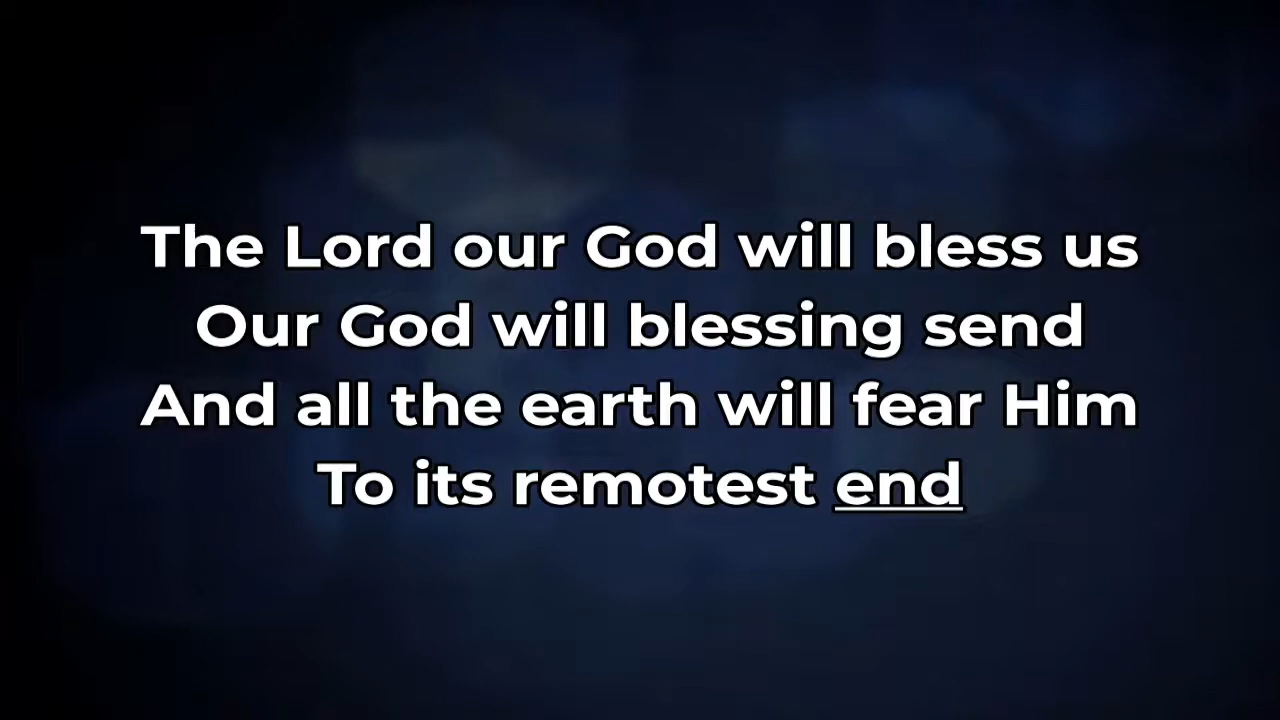 The Lord our God will bless us
Our God will blessing send
And all the earth will fear Him
To its remotest end